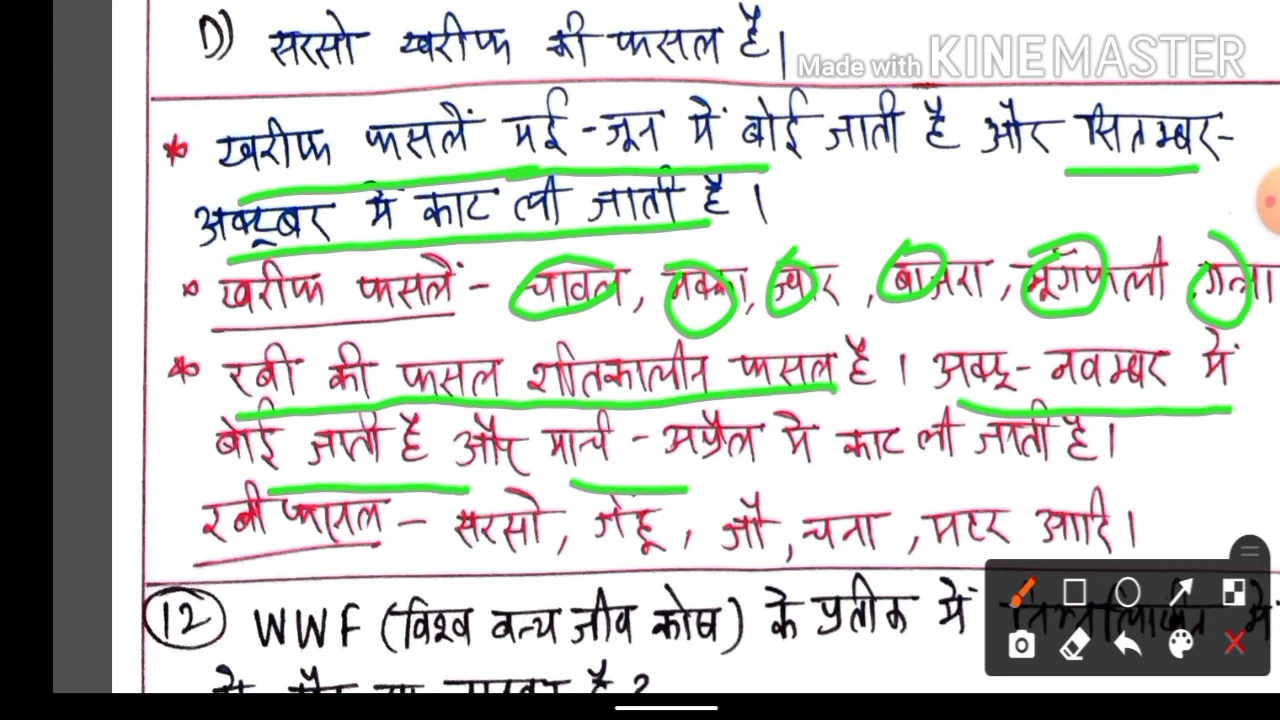 D) सरसो खरीफ की फसल है।
Made with KINEMASTER
* खरीफ फसलें मई-जून में बोई जाती है और सितम्बर-
अक्टूबर में काट ली जाती है।
* खरीफ फसलें - चावल, मक्का, ज्वार, बाजरा, मूंगफली, गन्ना
* रबी की फसल शीतकालीन फसल है। अक्टू- नवम्बर में
बोई जाती है और मार्च - अप्रैल मे काट ली जाती है।
रबी फसल - सरसो, गेंहू, जौ, चना, मटर आदि।
12 WWF (विश्व वन्य जीव कोष) के प्रतीक में